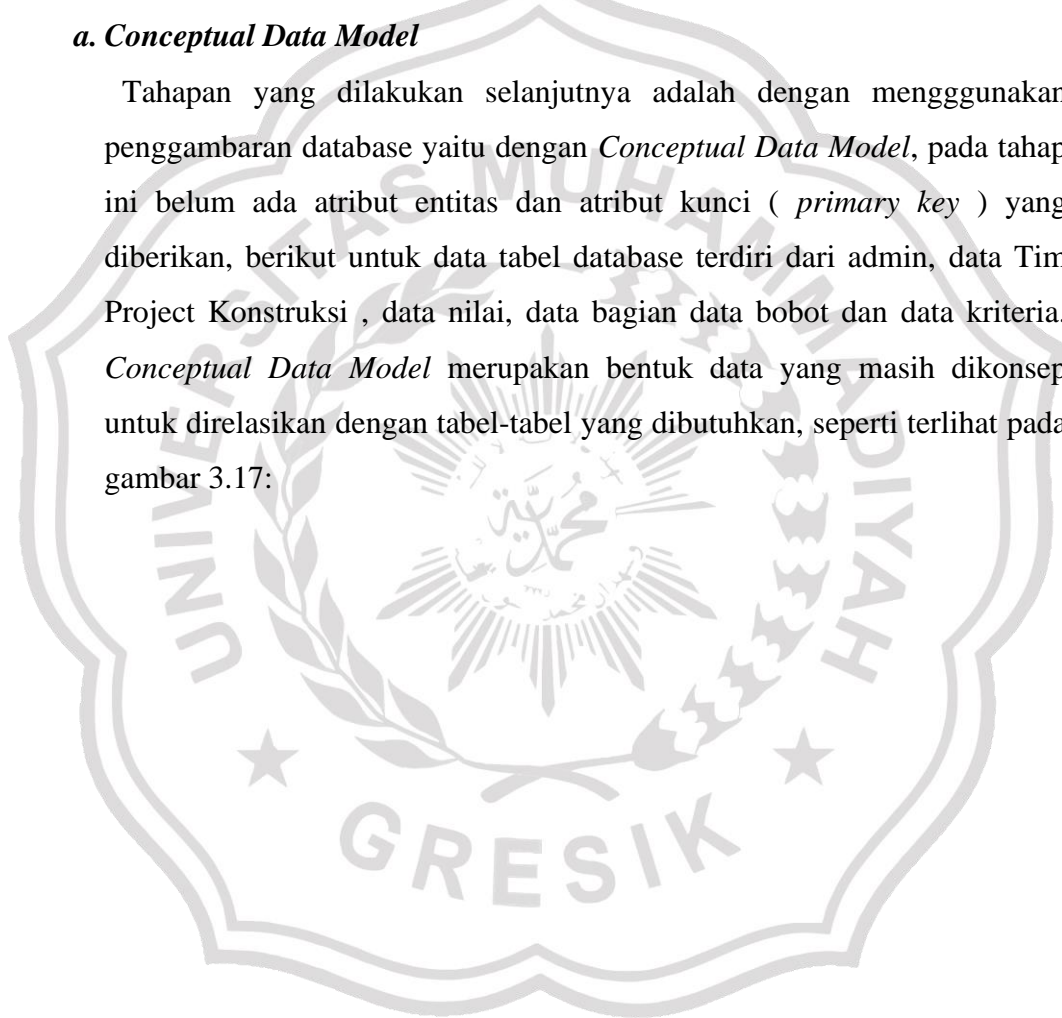 a. Conceptual Data Model
Tahapan yang dilakukan selanjutnya adalah dengan mengggunakan
penggambaran database yaitu dengan Conceptual Data Model, pada tahap
ini belum ada atribut entitas dan atribut kunci ( primary key ) yang
diberikan, berikut untuk data tabel database terdiri dari admin, data Tim
Project Konstruksi , data nilai, data bagian data bobot dan data kriteria.
Conceptual Data Model merupakan bentuk data yang masih dikonsep
untuk direlasikan dengan tabel-tabel yang dibutuhkan, seperti terlihat pada
gambar 3.17:
UNIVERSITAS MUHAMMADIYAH
GRESIK